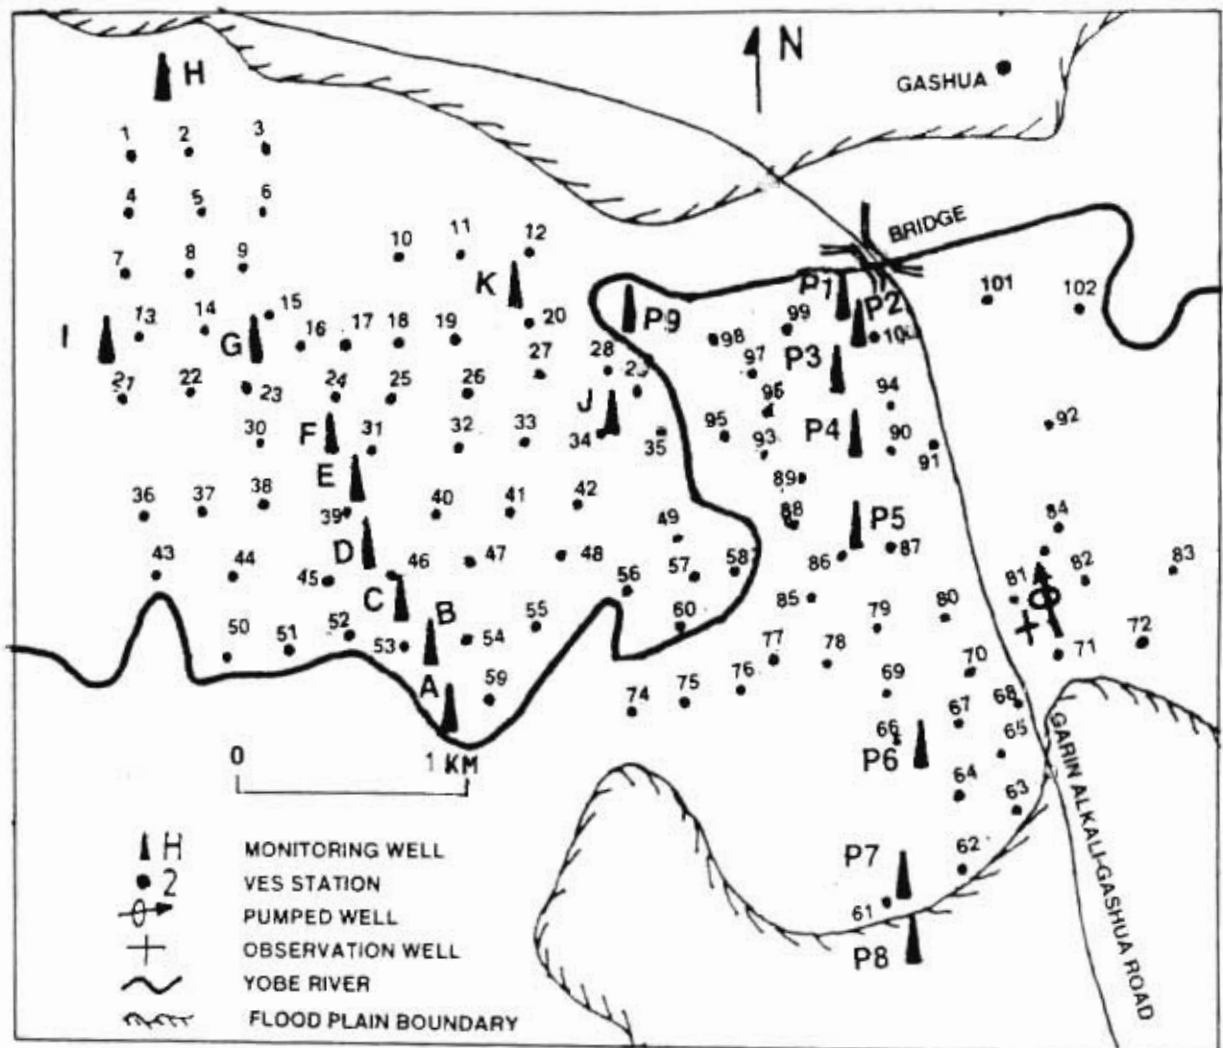 H
N
GASHUA
1 2 3
4 5 6
BRIDGE
7 8 9 10 11 12
K
P1
P2
101
102
I
13 14
G
15 16 17 18 19 20
P9
98 99
P3
21 22 23 24 25 26 27 28
97
96
94
J
30
F
31 32 33 34 35
95
93
P4
90
91
92
E
89
36 37 38 39 40 41 42
49
88
P5
84
D
43 44 45 46 47 48
56 57 58
86 87
81 82 83
C
B
50 51 52 53 54 55
60
85
79 80
77 78
71 72
A
59
74 75 76
69 70
67 68
66
65
P6
64
63
0
1 KM
GARIN ALKALI-GASHUA ROAD
P7
62
61
P8
H MONITORING WELL
2 VES STATION
PUMPED WELL
OBSERVATION WELL
YOBE RIVER
FLOOD PLAIN BOUNDARY